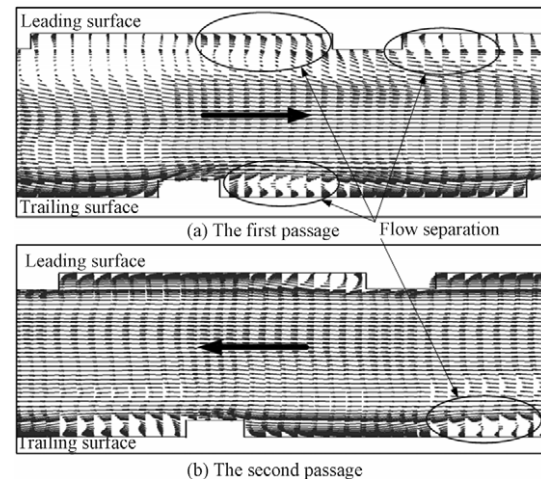 Leading surface
Trailing surface
(a) The first passage
Flow separation
Leading surface
Trailing surface
(b) The second passage